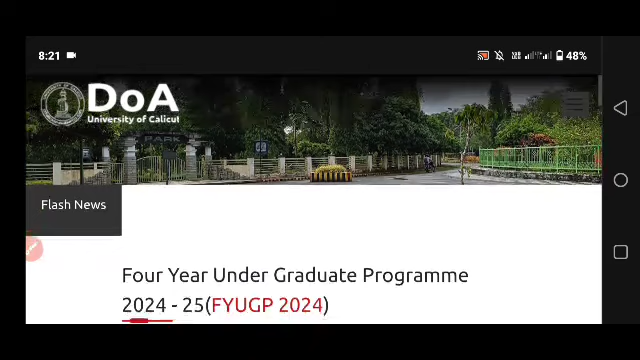 8:21
48%
DoA
University of Calicut
Flash News
Four Year Under Graduate Programme
2024 - 25(FYUGP 2024)